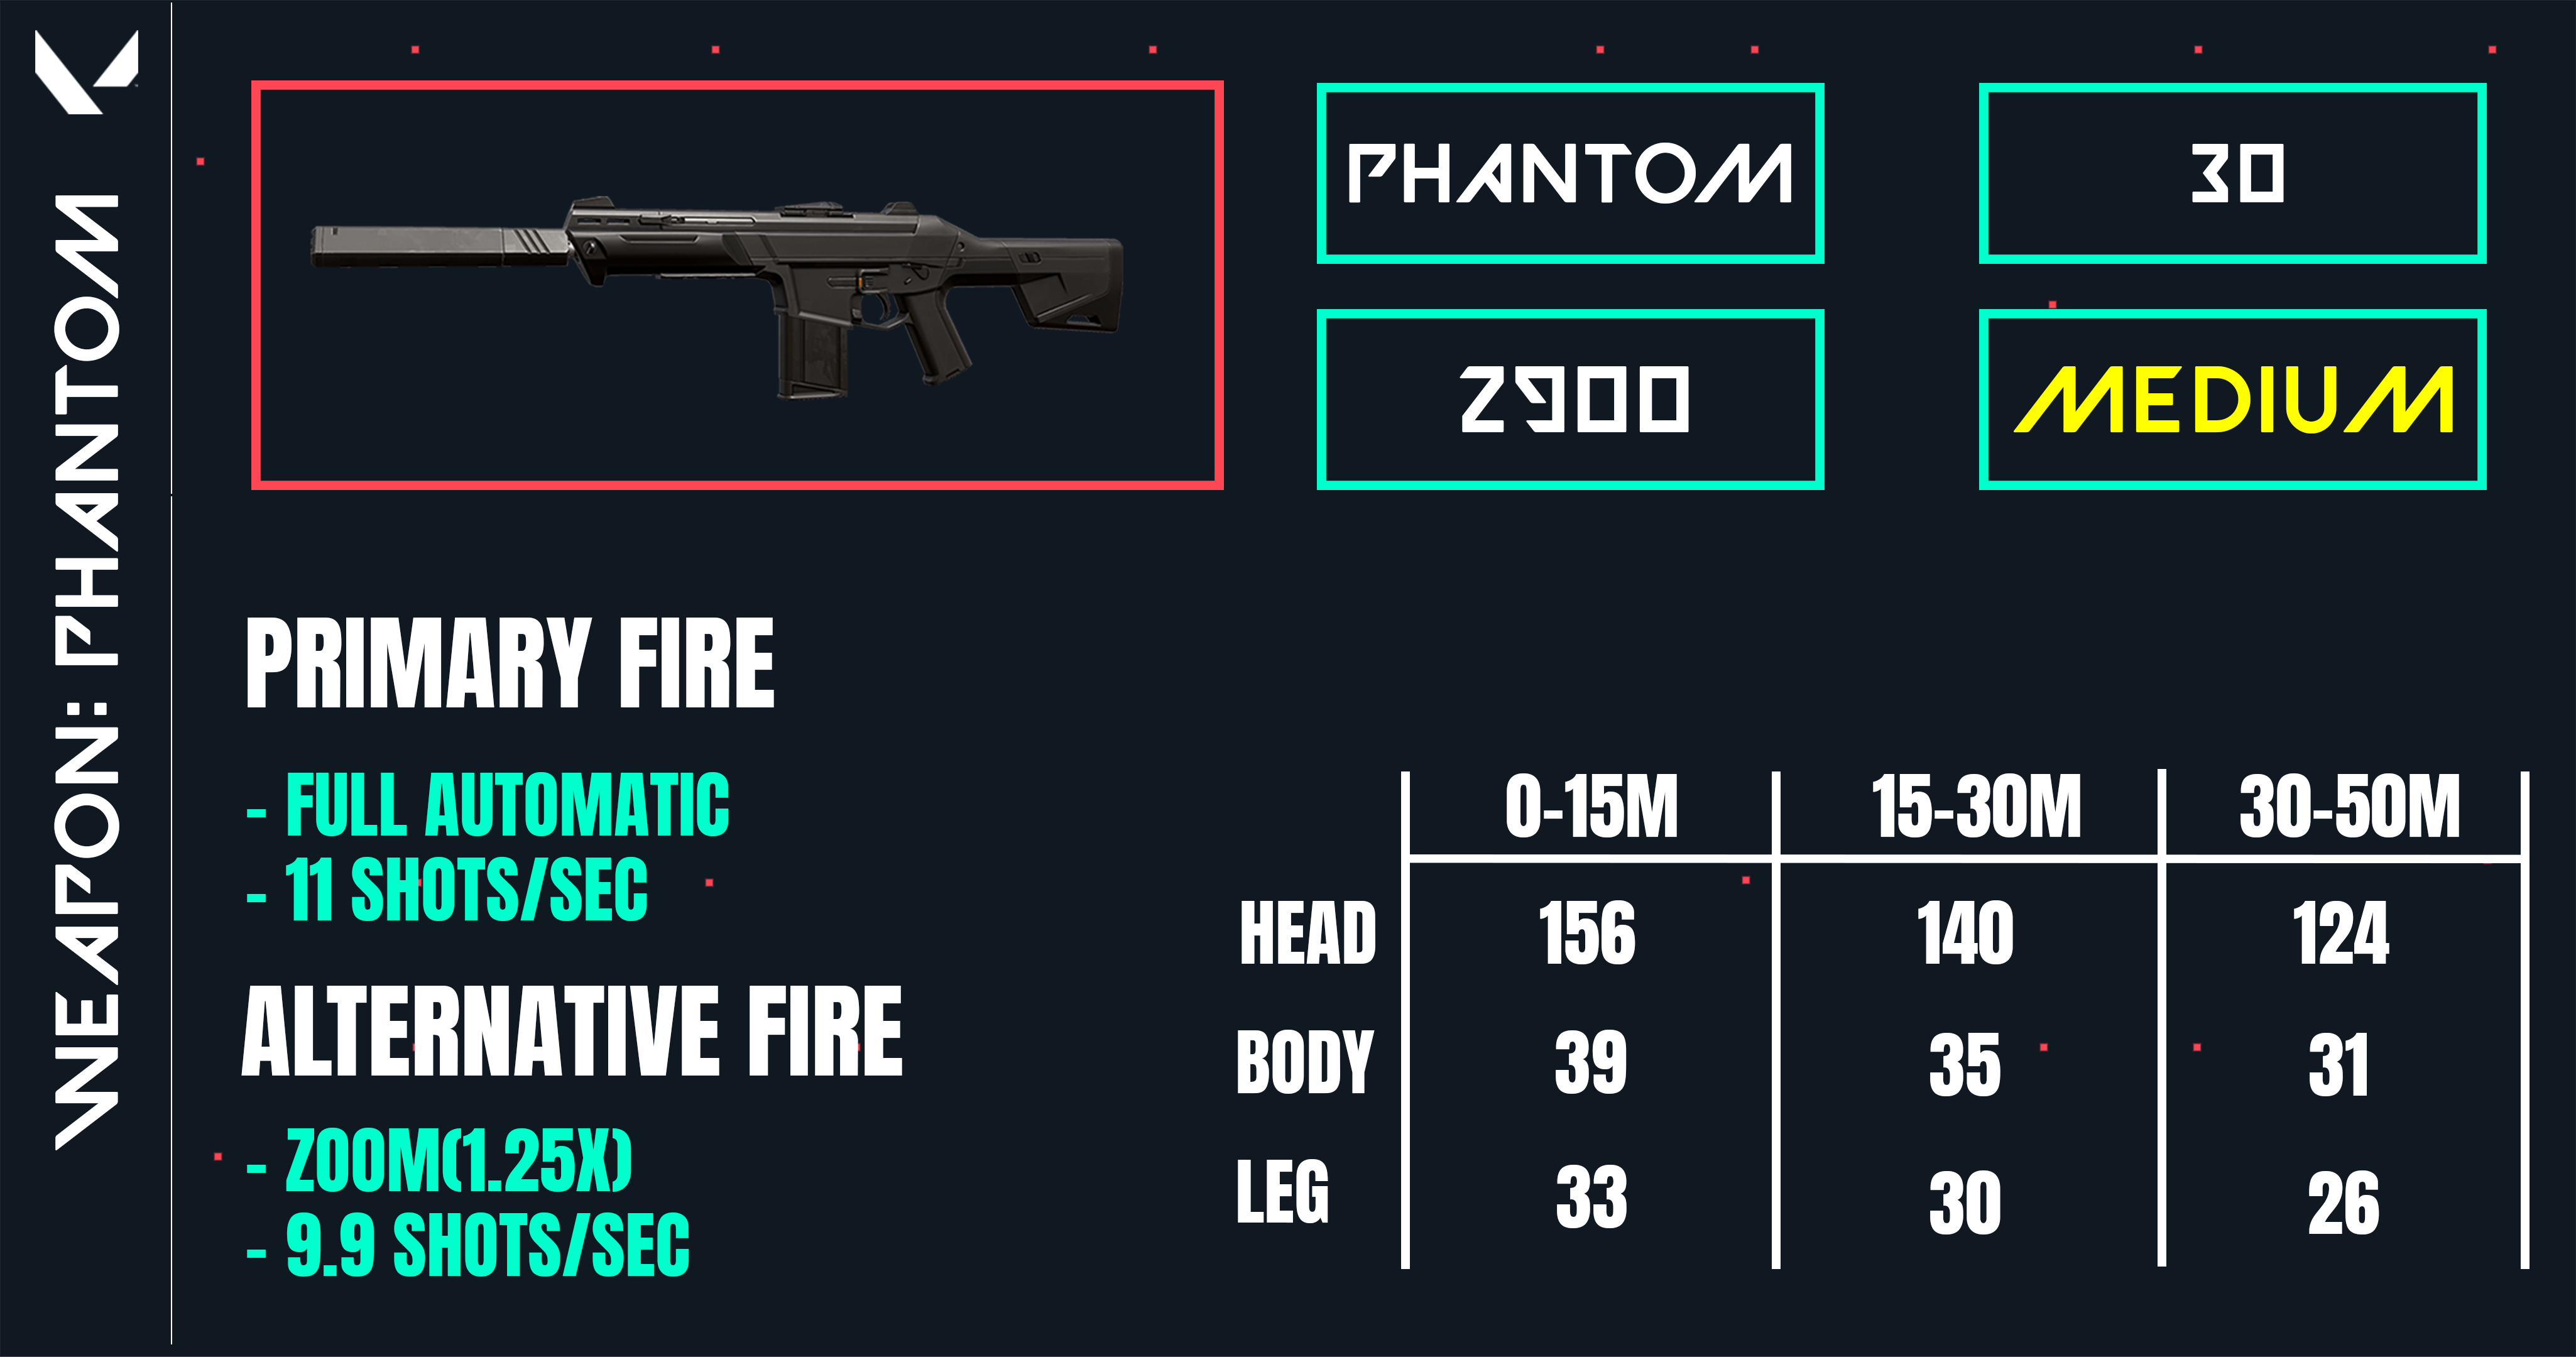 WEAPON: PHANTOM
PHANTOM
30
2900
MEDIUM
PRIMARY FIRE
- FULL AUTOMATIC
- 11 SHOTS/SEC
ALTERNATIVE FIRE
- ZOOM(1.25X)
- 9.9 SHOTS/SEC
0-15M 15-30M 30-50M
HEAD 156 140 124
BODY 39 35 31
LEG 33 30 26